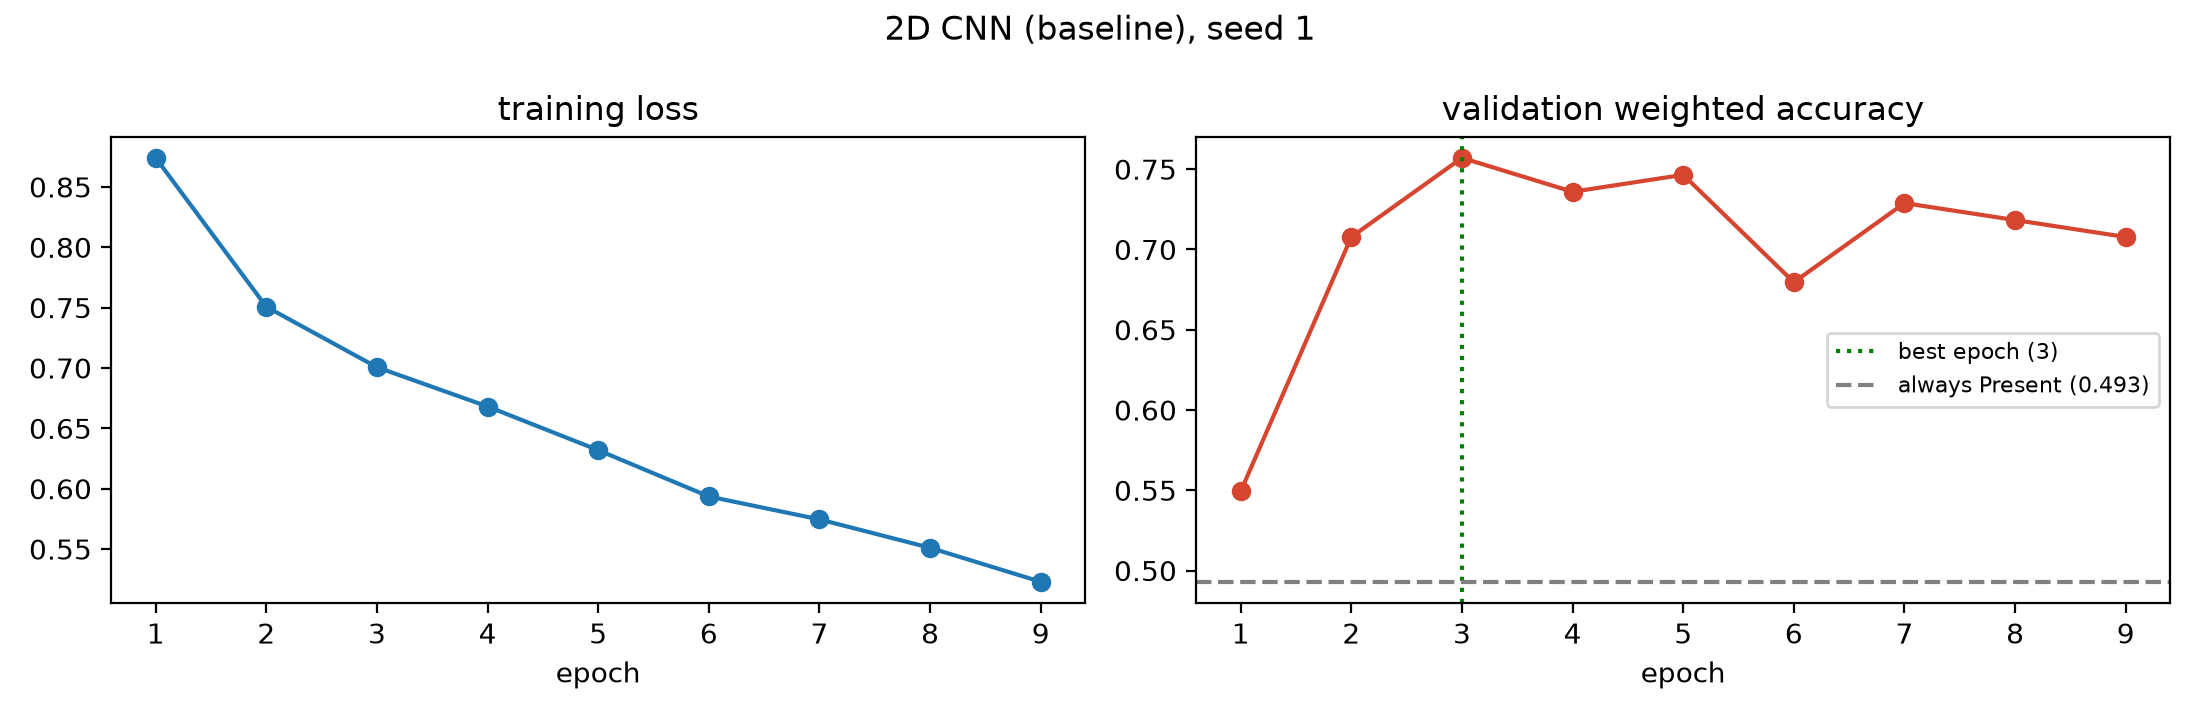 2D CNN (baseline), seed 1
training loss
0.85
0.80
0.75
0.70
0.65
0.60
0.55
1 2 3 4 5 6 7 8 9
epoch
validation weighted accuracy
0.75
0.70
0.65
0.60
0.55
0.50
best epoch (3)
always Present (0.493)
1 2 3 4 5 6 7 8 9
epoch